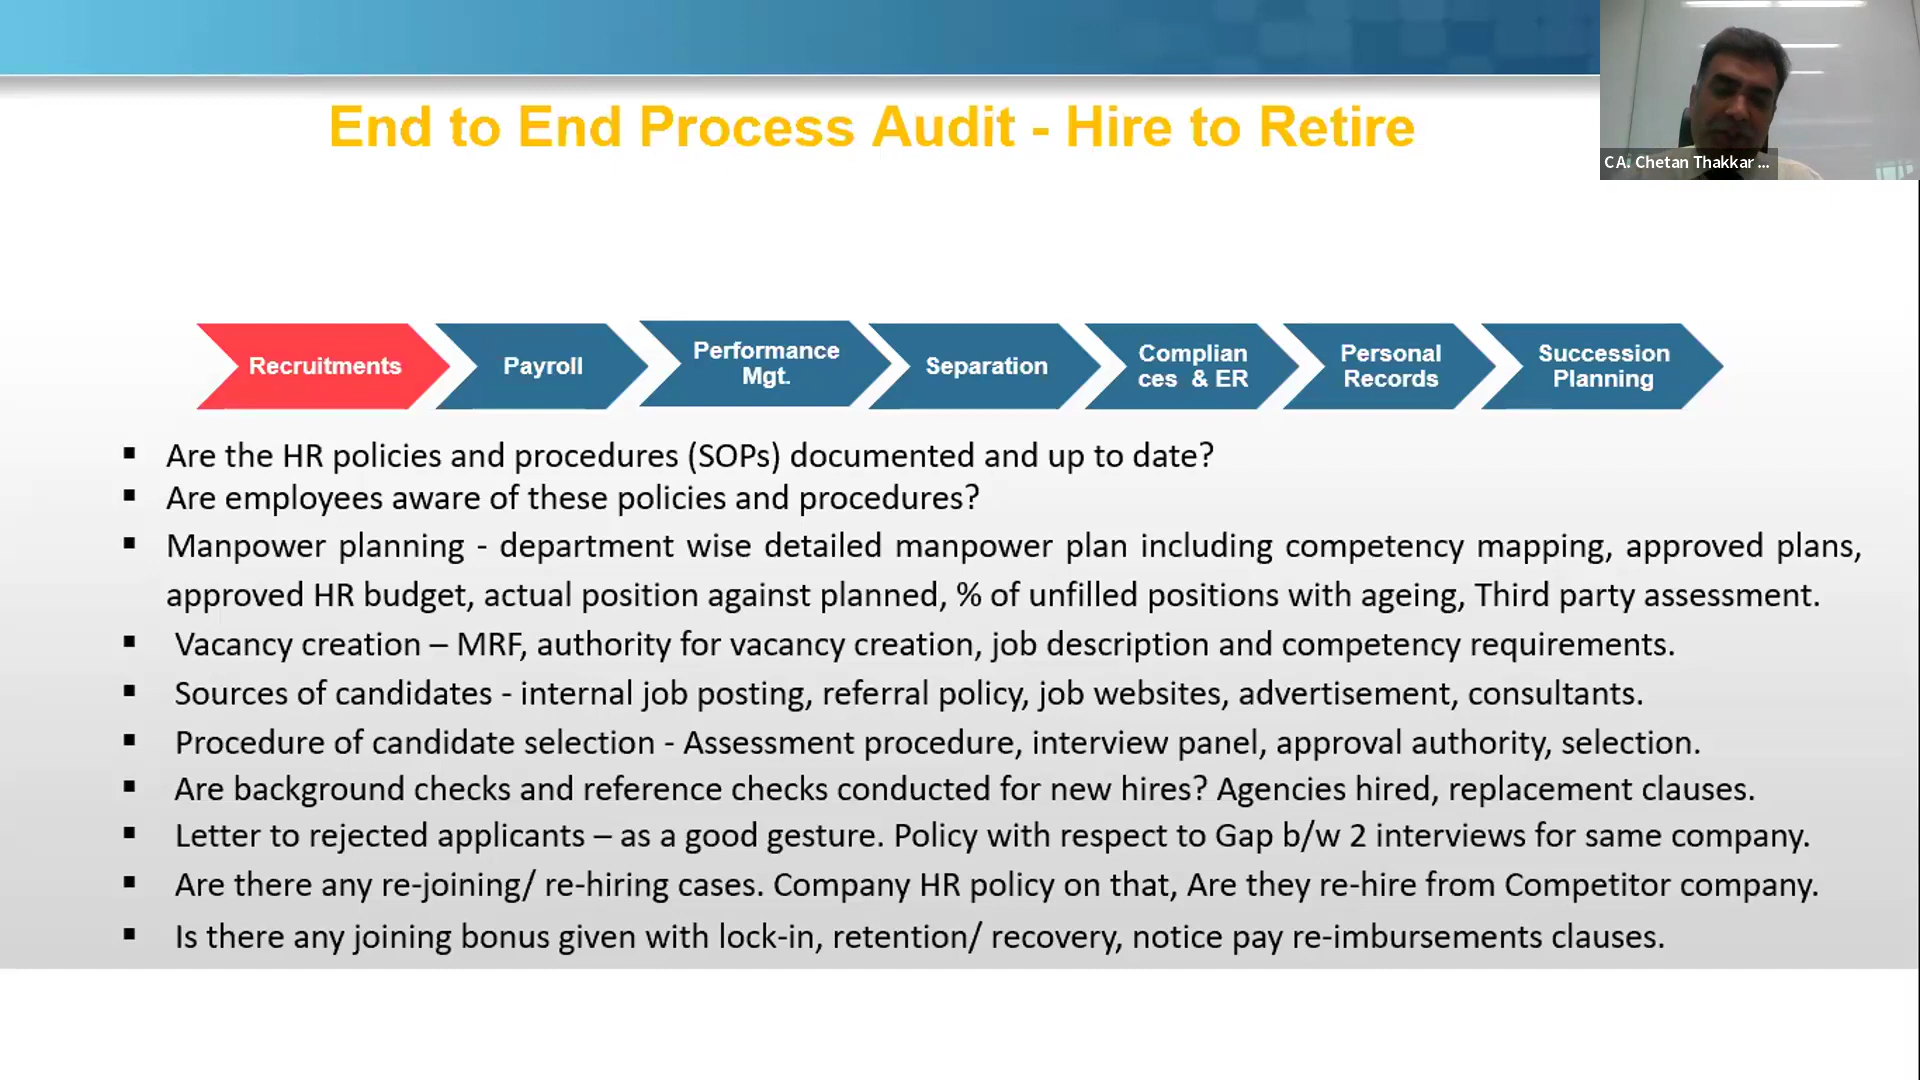 End to End Process Audit - Hire to Retire
CA. Chetan Thakkar ...
Recruitments
Payroll
Performance
Mgt.
Separation
Complian
ces & ER
Personal
Records
Succession
Planning
▪ Are the HR policies and procedures (SOPs) documented and up to date?
▪ Are employees aware of these policies and procedures?
▪ Manpower planning - department wise detailed manpower plan including competency mapping, approved plans,
approved HR budget, actual position against planned, % of unfilled positions with ageing, Third party assessment.
▪ Vacancy creation – MRF, authority for vacancy creation, job description and competency requirements.
▪ Sources of candidates - internal job posting, referral policy, job websites, advertisement, consultants.
▪ Procedure of candidate selection - Assessment procedure, interview panel, approval authority, selection.
▪ Are background checks and reference checks conducted for new hires? Agencies hired, replacement clauses.
▪ Letter to rejected applicants – as a good gesture. Policy with respect to Gap b/w 2 interviews for same company.
▪ Are there any re-joining/ re-hiring cases. Company HR policy on that, Are they re-hire from Competitor company.
▪ Is there any joining bonus given with lock-in, retention/ recovery, notice pay re-imbursements clauses.